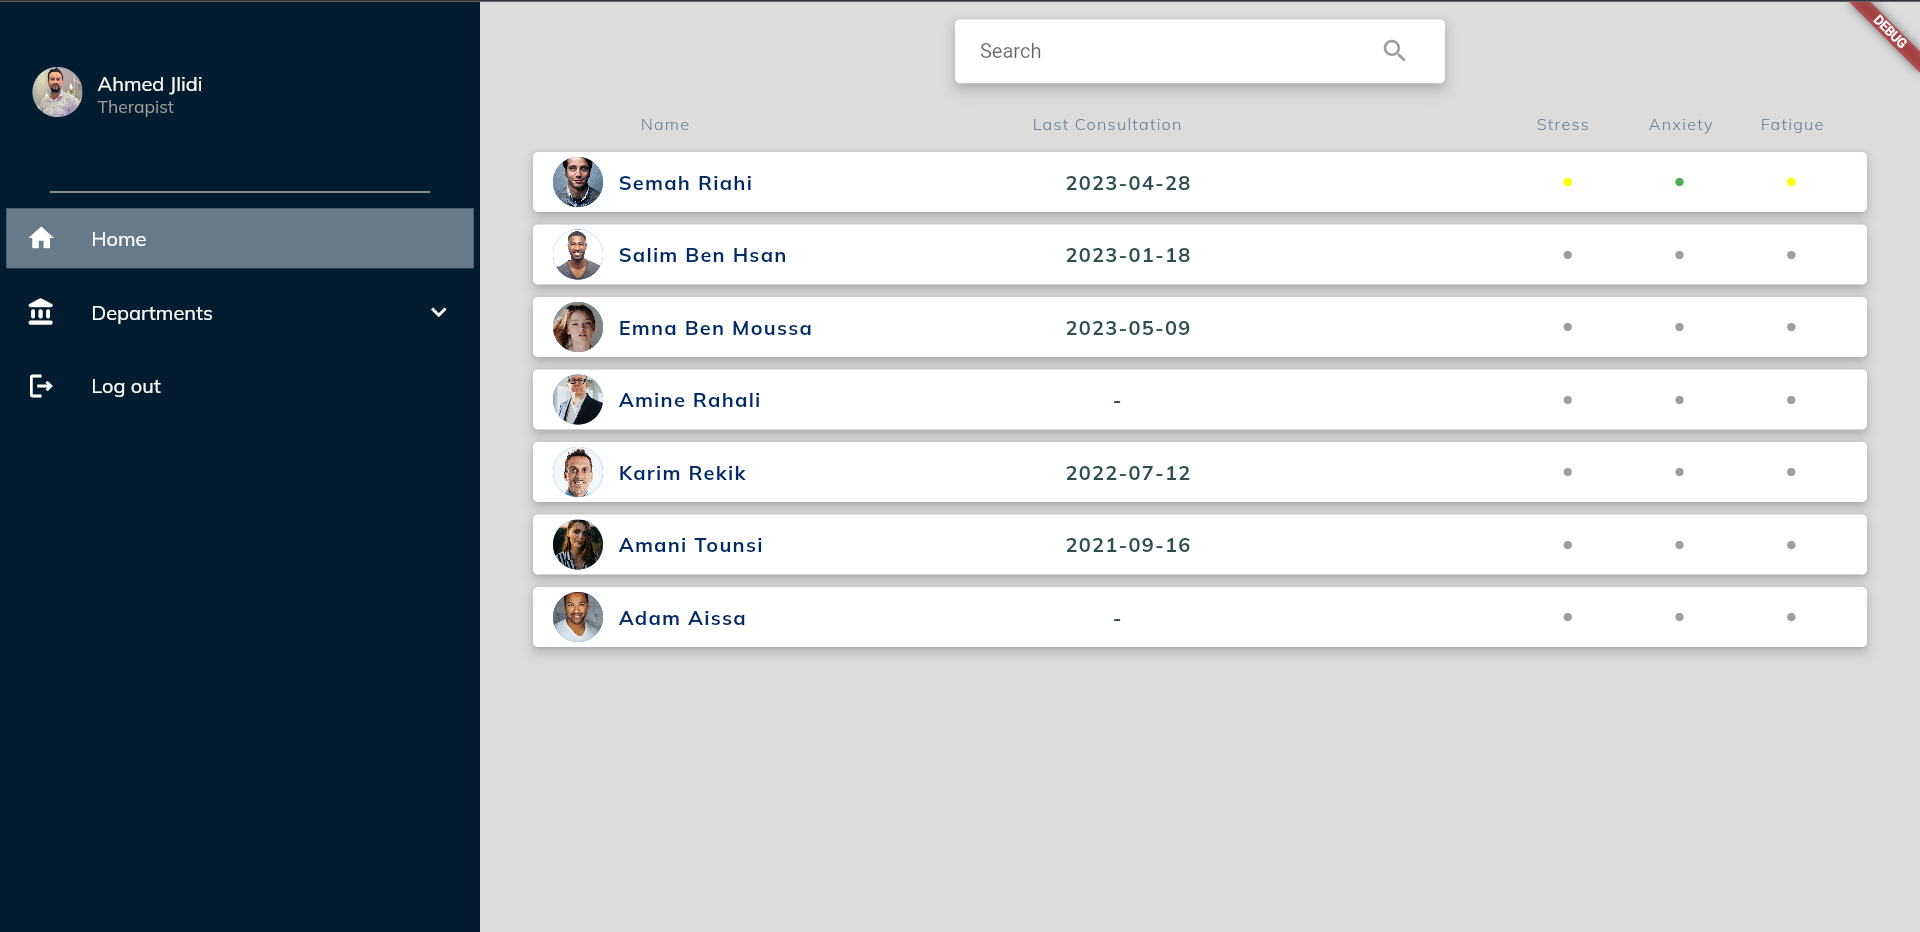 DEBUG
Ahmed Jlidi
Therapist
Home
Departments
Log out
Search
Name Last Consultation Stress Anxiety Fatigue
Semah Riahi 2023-04-28
Salim Ben Hsan 2023-01-18
Emna Ben Moussa 2023-05-09
Amine Rahali -
Karim Rekik 2022-07-12
Amani Tounsi 2021-09-16
Adam Aissa -